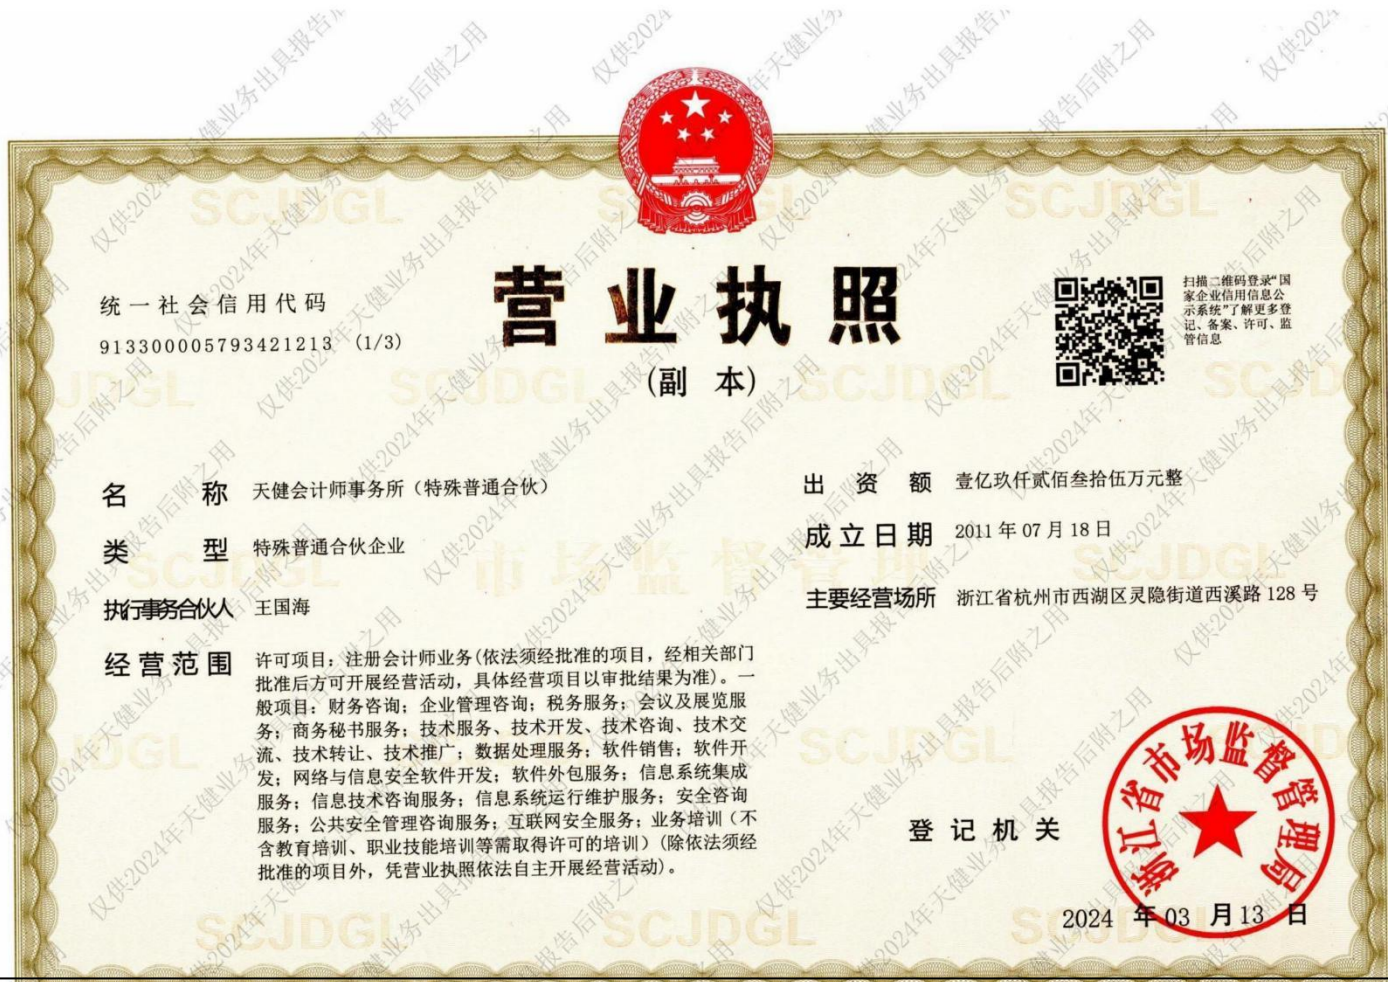 营业执照
(副 本)
统一社会信用代码
913300005793421213 (1/3)
扫描二维码登录“国
家企业信用信息公
示系统”了解更多登
记、备案、许可、监
管信息
名 称 天健会计师事务所（特殊普通合伙）
类 型 特殊普通合伙企业
执行事务合伙人 王国海
经营范围 许可项目：注册会计师业务(依法须经批准的项目，经相关部门
批准后方可开展经营活动，具体经营项目以审批结果为准)。一
般项目：财务咨询；企业管理咨询；税务服务；会议及展览服
务；商务秘书服务；技术服务、技术开发、技术咨询、技术交
流、技术转让、技术推广；数据处理服务；软件销售；软件开
发；网络与信息安全软件开发；软件外包服务；信息系统集成
服务；信息技术咨询服务；信息系统运行维护服务；安全咨询
服务；公共安全管理咨询服务；互联网安全服务；业务培训（不
含教育培训、职业技能培训等需取得许可的培训）(除依法须经
批准的项目外，凭营业执照依法自主开展经营活动)。
出 资 额 壹亿玖仟贰佰叁拾伍万元整
成立日期 2011年07月18日
主要经营场所 浙江省杭州市西湖区灵隐街道西溪路128号
登记机关
浙江省市场监督管理局
2024 年 03 月 13 日
SCJDGL
市场监督管理
仅供2024年天健业务出具报告后附之用